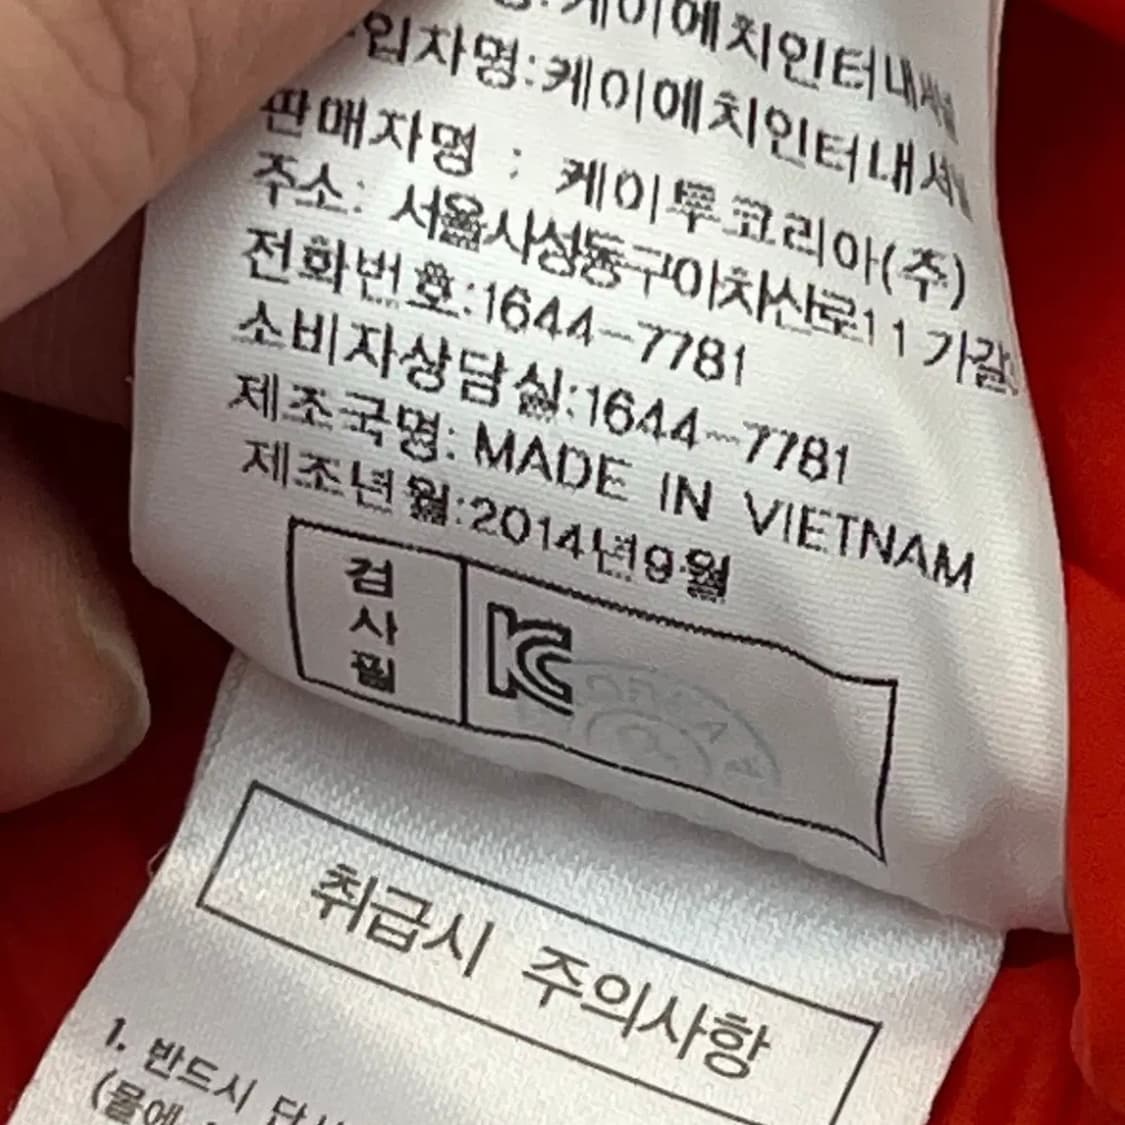 명:케이에치인터내셔널
입자명:케이에치인터내셔널
판매자명 : 케이투코리아(주)
주소: 서울시성동구아차산로11가길
전화번호:1644-7781
소비자상담실:1644-7781
제조국명: MADE IN VIETNAM
제조년월:2014년9월
검사필
KC
취급시 주의사항
1. 반드시
(물에